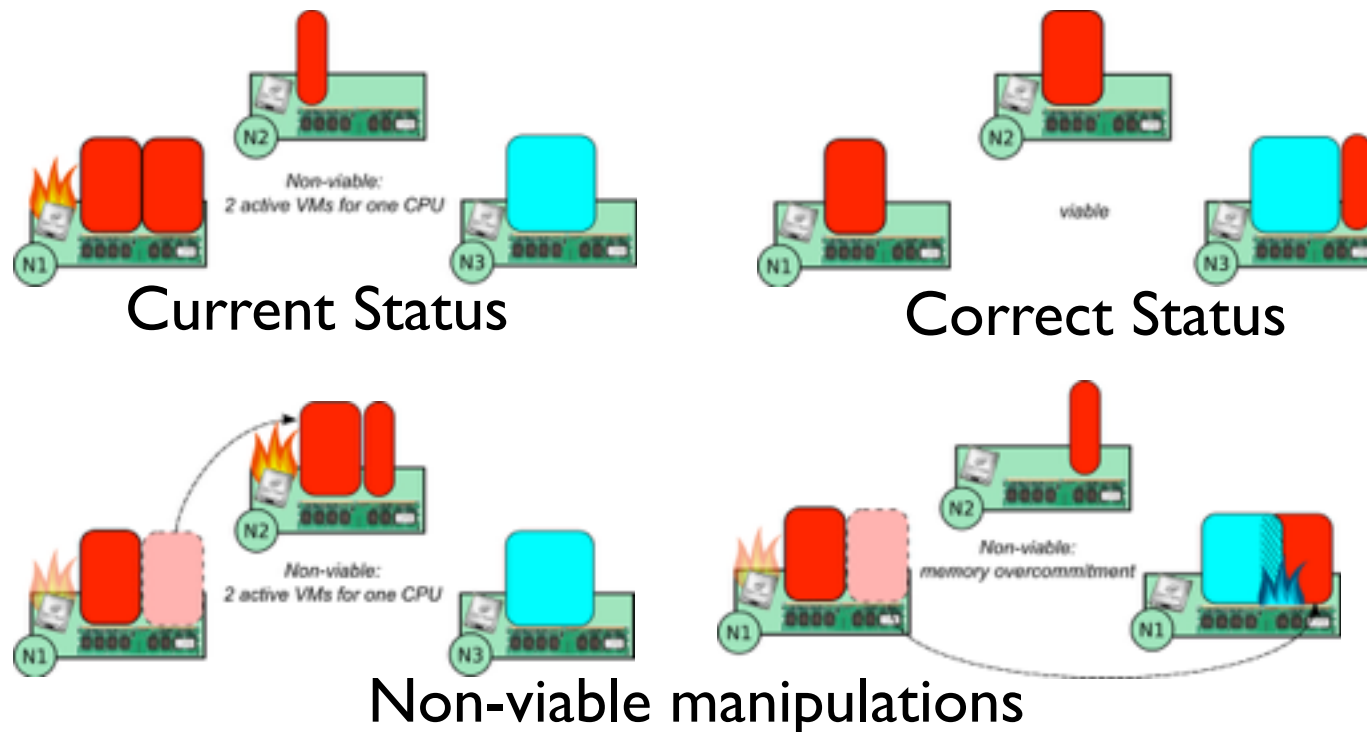 N2
Non-viable:
2 active VMs for one CPU
N1
N3
Current Status
N2
viable
N1
N3
Correct Status
N2
Non-viable:
2 active VMs for one CPU
N1
N3
N2
Non-viable:
memory overcommitment
N1
N1
Non-viable manipulations